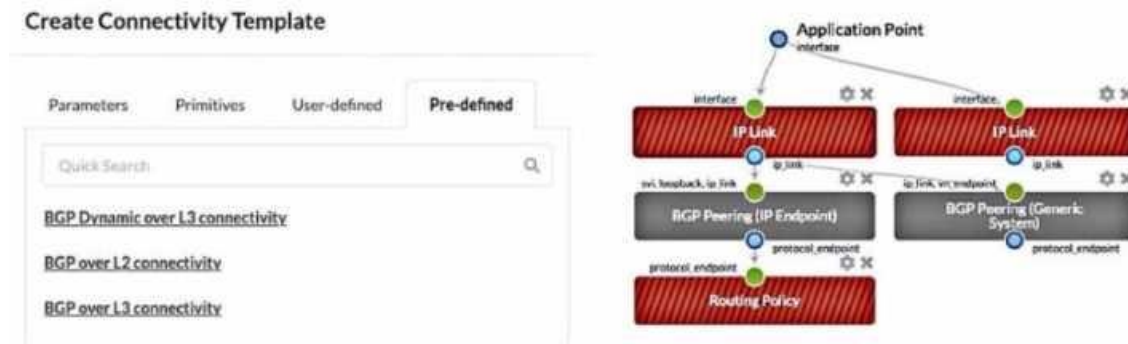 Create Connectivity Template
Parameters Primitives User-defined Pre-defined
Quick Search
BGP Dynamic over L3 connectivity
BGP over L2 connectivity
BGP over L3 connectivity
Application Point
interface
interface
IP Link
ip_link
interface
IP Link
ip_link
svi, loopback, ip_link
BGP Peering (IP Endpoint)
protocol_endpoint
ip_link, vn_endpoint
BGP Peering (Generic
System)
protocol_endpoint
protocol_endpoint
Routing Policy